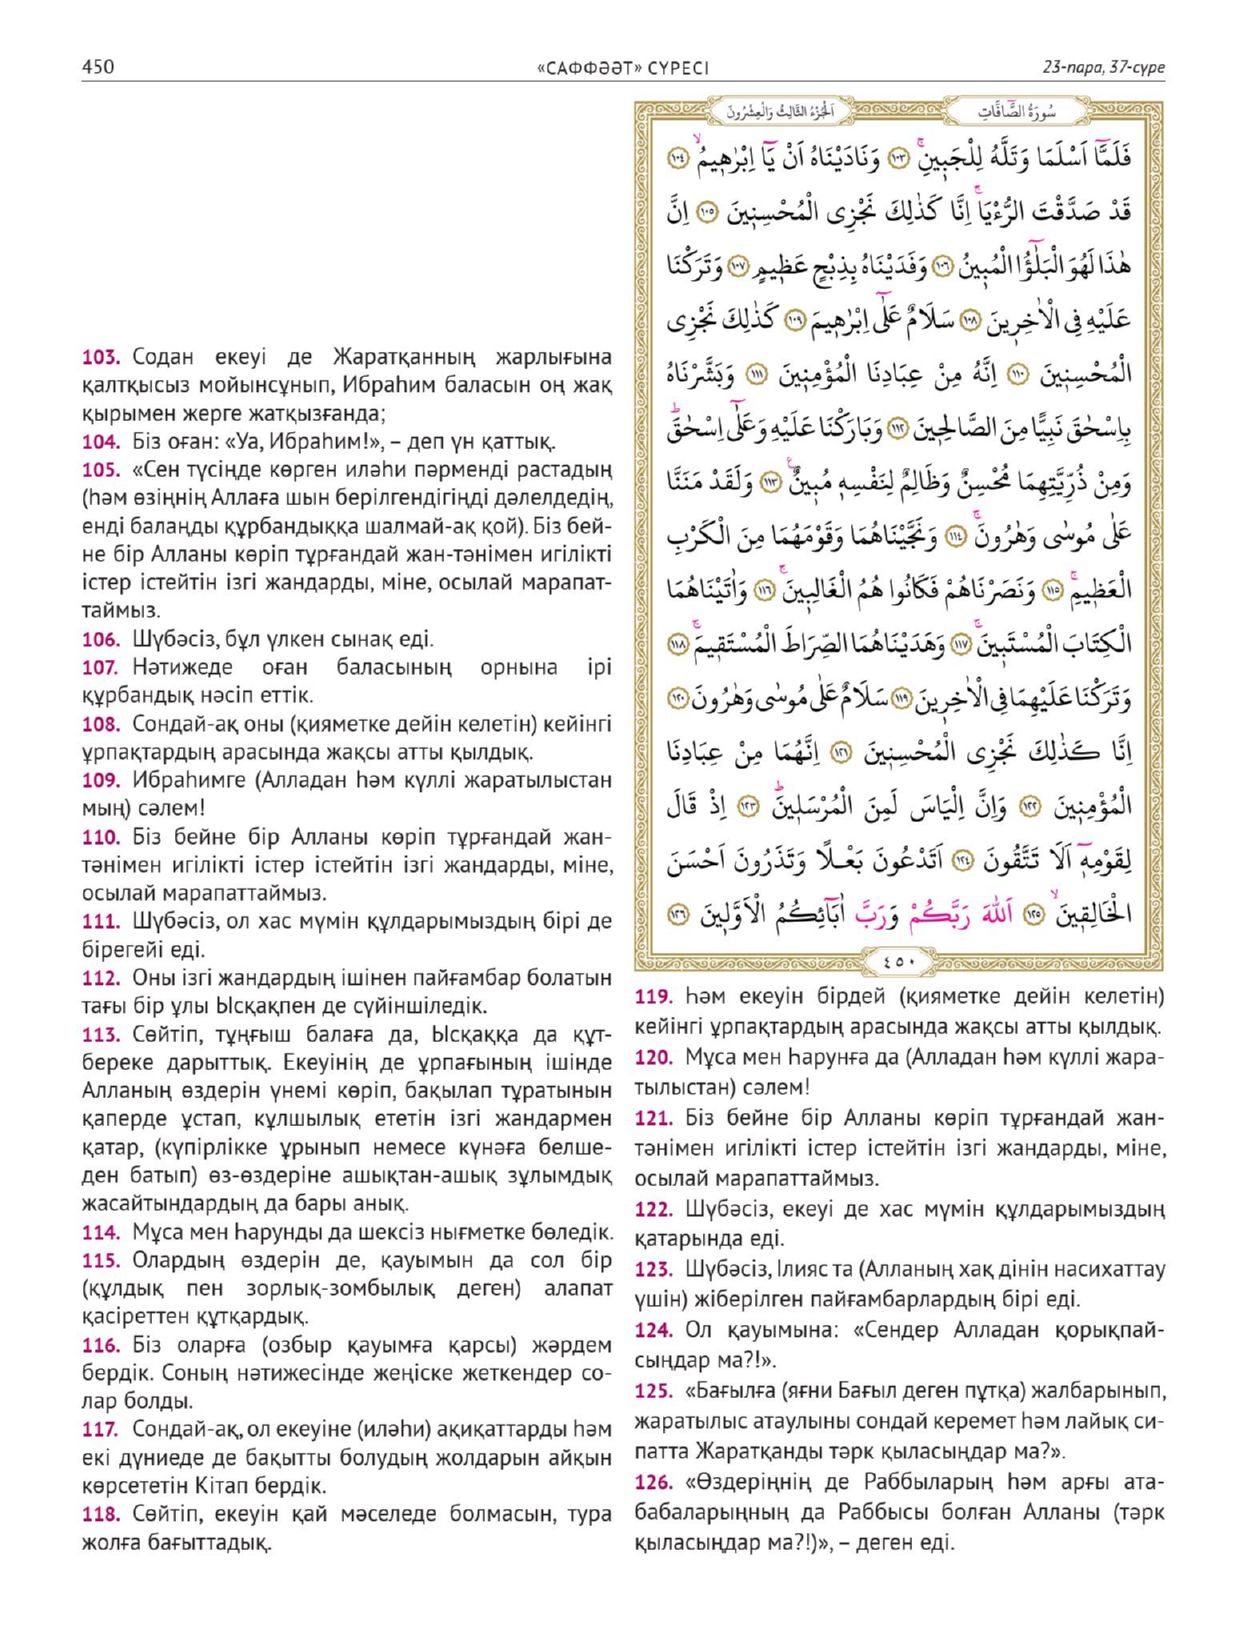 450
«САФФӘӘТ» СҮРЕСІ
23-пара, 37-сүре
سُورَةُ الصَّٓافَّاتِ
اَلْجُزْءُ الثَّالِثُ وَالْعِشْرُونَ
فَلَمَّٓا اَسْلَمَا وَتَلَّهُ لِلْجَب۪ينِۚ ﴿١٠٣﴾ وَنَادَيْنَاهُ اَنْ يَٓا اِبْرٰه۪يمُۙ ﴿١٠٤﴾
قَدْ صَدَّقْتَ الرُّءْيَاۚ اِنَّا كَذٰلِكَ نَجْزِى الْمُحْسِن۪ينَ ﴿١٠٥﴾ اِنَّ
هٰذَا لَهُوَ الْبَلٰٓؤُا الْمُب۪ينُ ﴿١٠٦﴾ وَفَدَيْنَاهُ بِذِبْحٍ عَظ۪يمٍ ﴿١٠٧﴾ وَتَرَكْنَا
عَلَيْهِ فِى الْاٰخِر۪ينَ ﴿١٠٨﴾ سَلَامٌ عَلٰٓى اِبْرٰه۪يمَ ﴿١٠٩﴾ كَذٰلِكَ نَجْزِى
الْمُحْسِن۪ينَ ﴿١١٠﴾ اِنَّهُ مِنْ عِبَادِنَا الْمُؤْمِن۪ينَ ﴿١١١﴾ وَبَشَّرْنَاهُ
بِاِسْحٰقَ نَبِيًّا مِنَ الصَّالِح۪ينَ ﴿١١٢﴾ وَبَارَكْنَا عَلَيْهِ وَعَلٰٓى اِسْحٰقَۜ
وَمِنْ ذُرِّيَّتِهِمَا مُحْسِنٌ وَظَالِمٌ لِنَفْسِه۪ مُب۪ينٌ۟ ﴿١١٣﴾ وَلَقَدْ مَنَنَّا
عَلٰى مُوسٰى وَهٰرُونَۚ ﴿١١٤﴾ وَنَجَّيْنَاهُمَا وَقَوْمَهُمَا مِنَ الْكَرْبِ
الْعَظ۪يمِۚ ﴿١١٥﴾ وَنَصَرْنَاهُمْ فَكَانُوا هُمُ الْغَالِب۪ينَۚ ﴿١١٦﴾ وَاٰتَيْنَاهُمَا
الْكِتَابَ الْمُسْتَب۪ينَۚ ﴿١١٧﴾ وَهَدَيْنَاهُمَا الصِّرَاطَ الْمُسْتَق۪يمَۚ ﴿١١٨﴾
وَتَرَكْنَا عَلَيْهِمَا فِى الْاٰخِر۪ينَ ﴿١١٩﴾ سَلَامٌ عَلٰى مُوسٰى وَهٰرُونَ ﴿١٢٠﴾
اِنَّا كَذٰلِكَ نَجْزِى الْمُحْسِن۪ينَ ﴿١٢١﴾ اِنَّهُمَا مِنْ عِبَادِنَا
الْمُؤْمِن۪ينَ ﴿١٢٢﴾ وَاِنَّ اِلْيَاسَ لَمِنَ الْمُرْسَل۪ينَۜ ﴿١٢٣﴾ اِذْ قَالَ
لِقَوْمِه۪ٓ اَلَا تَتَّقُونَ ﴿١٢٤﴾ اَتَدْعُونَ بَعْلًا وَتَذَرُونَ اَحْسَنَ
الْخَالِق۪ينَۙ ﴿١٢٥﴾ اَللّٰهَ رَبَّكُمْ وَرَبَّ اٰبَٓائِكُمُ الْاَوَّل۪ينَ ﴿١٢٦﴾
٤٥٠
103. Содан екеуі де Жаратқанның жарлығына
қалтқысыз мойынсұнып, Ибраһим баласын оң жақ
қырымен жерге жатқызғанда;
104. Біз оған: «Уа, Ибраһим!», – деп үн қаттық.
105. «Сен түсіңде көрген иләһи пәрменді растадың
(һәм өзіңнің Аллаға шын берілгендігіңді дәлелдедің,
енді балаңды құрбандыққа шалмай-ақ қой). Біз бей-
не бір Алланы көріп тұрғандай жан-тәнімен игілікті
істер істейтін ізгі жандарды, міне, осылай марапат-
таймыз.
106. Шүбәсіз, бұл үлкен сынақ еді.
107. Нәтижеде оған баласының орнына ірі
құрбандық нәсіп еттік.
108. Сондай-ақ оны (қияметке дейін келетін) кейінгі
ұрпақтардың арасында жақсы атты қылдық.
109. Ибраһимге (Алладан һәм күллі жаратылыстан
мың) сәлем!
110. Біз бейне бір Алланы көріп тұрғандай жан-
тәнімен игілікті істер істейтін ізгі жандарды, міне,
осылай марапаттаймыз.
111. Шүбәсіз, ол хас мүмін құлдарымыздың бірі де
бірегейі еді.
112. Оны ізгі жандардың ішінен пайғамбар болатын
тағы бір ұлы Ысқақпен де сүйіншіледік.
113. Сөйтіп, тұңғыш балаға да, Ысқаққа да құт-
береке дарыттық. Екеуінің де ұрпағының ішінде
Алланың өздерін үнемі көріп, бақылап тұратынын
қаперде ұстап, құлшылық ететін ізгі жандармен
қатар, (күпірлікке ұрынып немесе күнәға белше-
ден батып) өз-өздеріне ашықтан-ашық зұлымдық
жасайтындардың да бары анық.
114. Мұса мен Һарунды да шексіз нығметке бөледік.
115. Олардың өздерін де, қауымын да сол бір
(құлдық пен зорлық-зомбылық деген) алапат
қасіреттен құтқардық.
116. Біз оларға (озбыр қауымға қарсы) жәрдем
бердік. Соның нәтижесінде жеңіске жеткендер со-
лар болды.
117. Сондай-ақ, ол екеуіне (иләһи) ақиқаттарды һәм
екі дүниеде де бақытты болудың жолдарын айқын
көрсететін Кітап бердік.
118. Сөйтіп, екеуін қай мәселеде болмасын, тура
жолға бағыттадық.
119. Һәм екеуін бірдей (қияметке дейін келетін)
кейінгі ұрпақтардың арасында жақсы атты қылдық.
120. Мұса мен Һарунға да (Алладан һәм күллі жара-
тылыстан) сәлем!
121. Біз бейне бір Алланы көріп тұрғандай жан-
тәнімен игілікті істер істейтін ізгі жандарды, міне,
осылай марапаттаймыз.
122. Шүбәсіз, екеуі де хас мүмін құлдарымыздың
қатарында еді.
123. Шүбәсіз, Ілияс та (Алланың хақ дінін насихаттау
үшін) жіберілген пайғамбарлардың бірі еді.
124. Ол қауымына: «Сендер Алладан қорықпай-
сыңдар ма?!».
125. «Бағылға (яғни Бағыл деген пұтқа) жалбарынып,
жаратылыс атаулыны сондай керемет һәм лайық си-
патта Жаратқанды тәрк қыласыңдар ма?».
126. «Өздеріңнің де Раббыларың һәм арғы ата-
бабаларыңның да Раббысы болған Алланы (тәрк
қыласыңдар ма?!)», – деген еді.